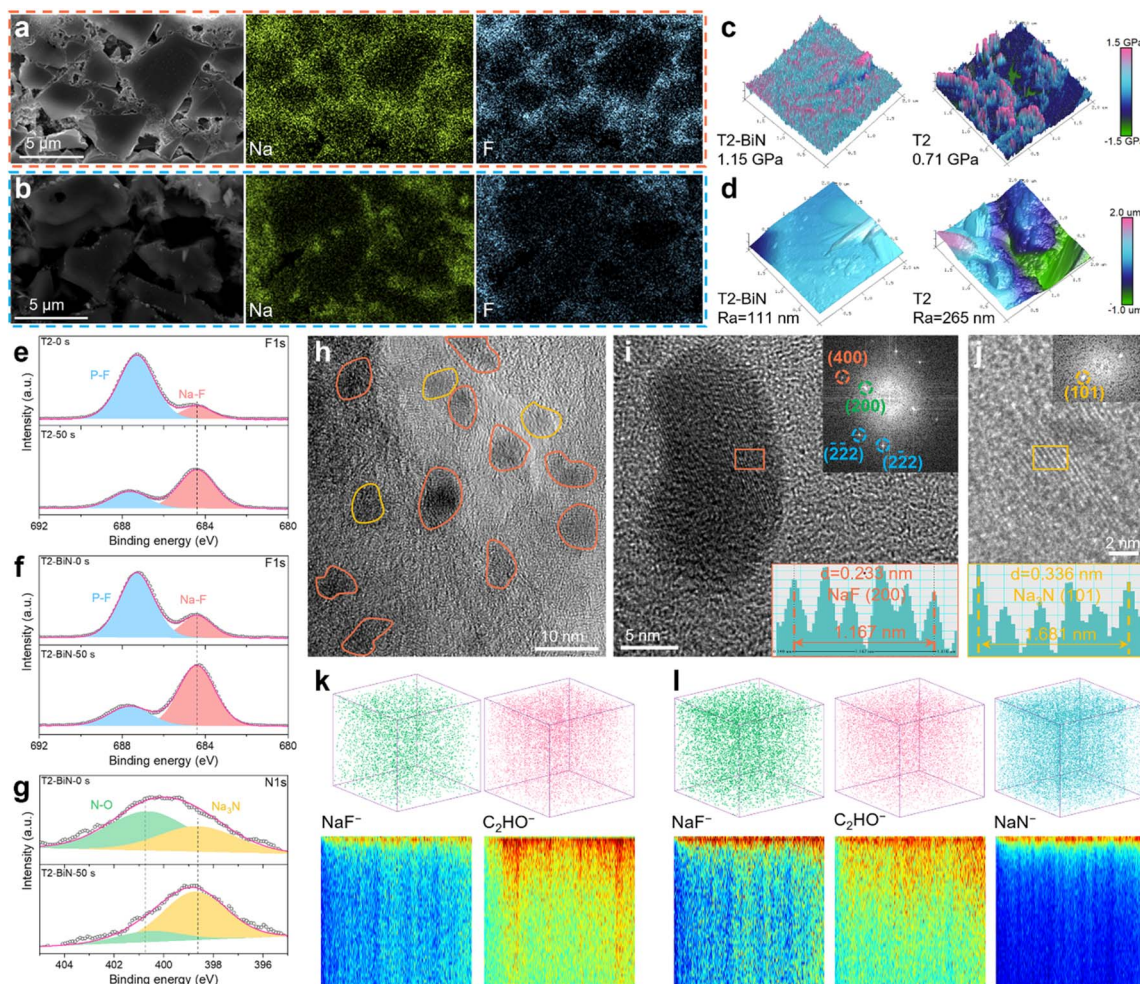 a
5 µm
Na
F
b
5 µm
Na
F
c
T2-BiN
1.15 GPa
T2
0.71 GPa
1.5 GPa
-1.5 GPa
d
T2-BiN
Ra=111 nm
T2
Ra=265 nm
2.0 um
-1.0 um
e
T2-0 s
F1s
P-F
Na-F
T2-50 s
Intensity (a.u.)
692 688 684 680
Binding energy (eV)
f
T2-BiN-0 s
F1s
P-F
Na-F
T2-BiN-50 s
Intensity (a.u.)
692 688 684 680
Binding energy (eV)
g
T2-BiN-0 s
N1s
N-O
Na₃N
T2-BiN-50 s
Intensity (a.u.)
404 402 400 398 396
Binding energy (eV)
h
10 nm
i
(400)
(200)
(2̅2̅2)
(2̅22)
5 nm
d=0.233 nm
NaF (200)
1.167 nm
j
(101)
2 nm
d=0.336 nm
Na₃N (101)
1.681 nm
k
NaF⁻
C₂HO⁻
l
NaF⁻
C₂HO⁻
NaN⁻